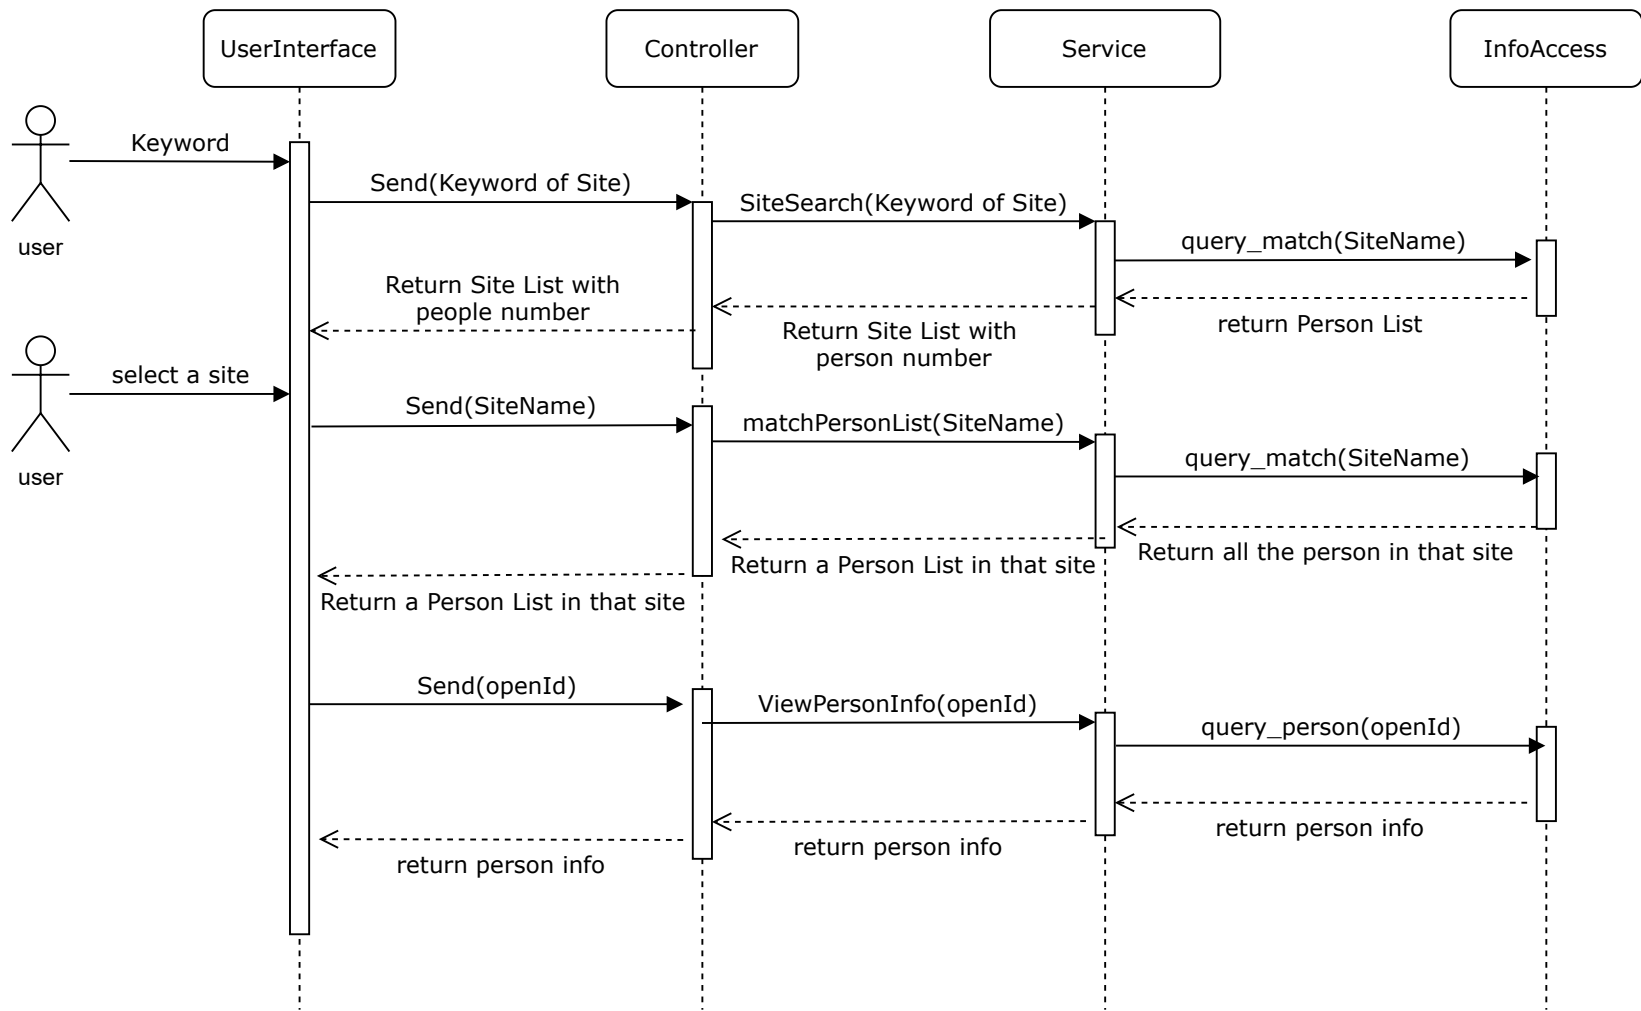 UserInterface
Controller
Service
InfoAccess
Keyword
user
Send(Keyword of Site)
SiteSearch(Keyword of Site)
query_match(SiteName)
return Person List
Return Site List with
person number
Return Site List with
people number
select a site
user
Send(SiteName)
matchPersonList(SiteName)
query_match(SiteName)
Return all the person in that site
Return a Person List in that site
Return a Person List in that site
Send(openId)
ViewPersonInfo(openId)
query_person(openId)
return person info
return person info
return person info